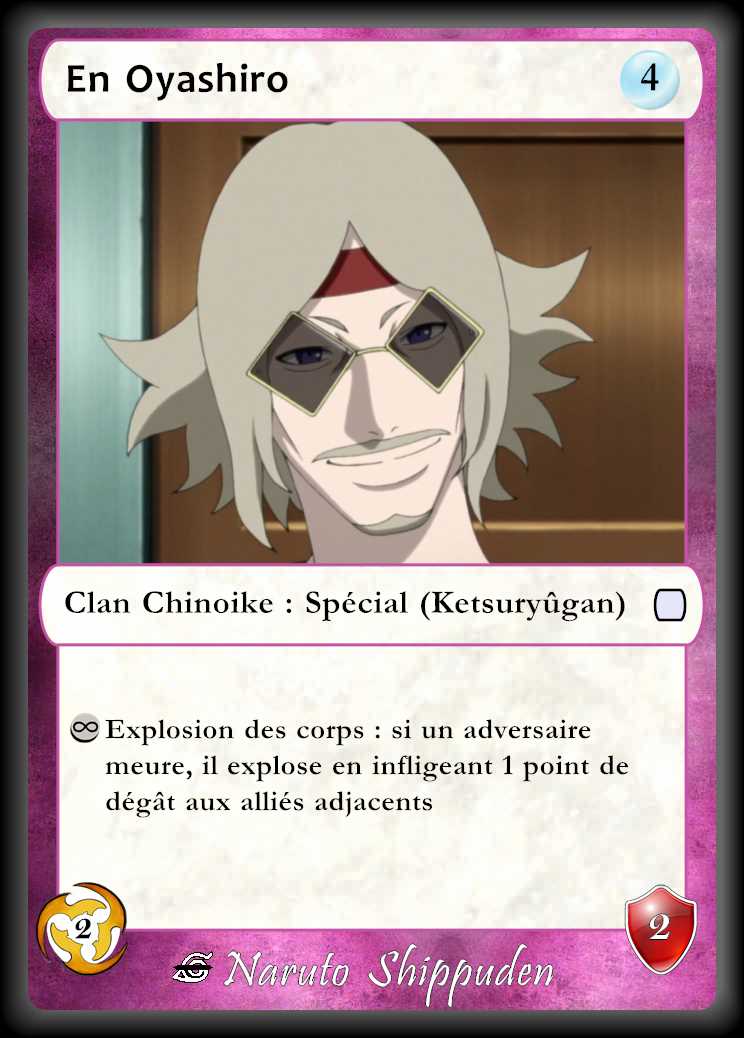 En Oyashiro
4
Clan Chinoike : Spécial (Ketsuryûgan)
∞ Explosion des corps : si un adversaire
meure, il explose en infligeant 1 point de
dégât aux alliés adjacents
2
2
Naruto Shippuden